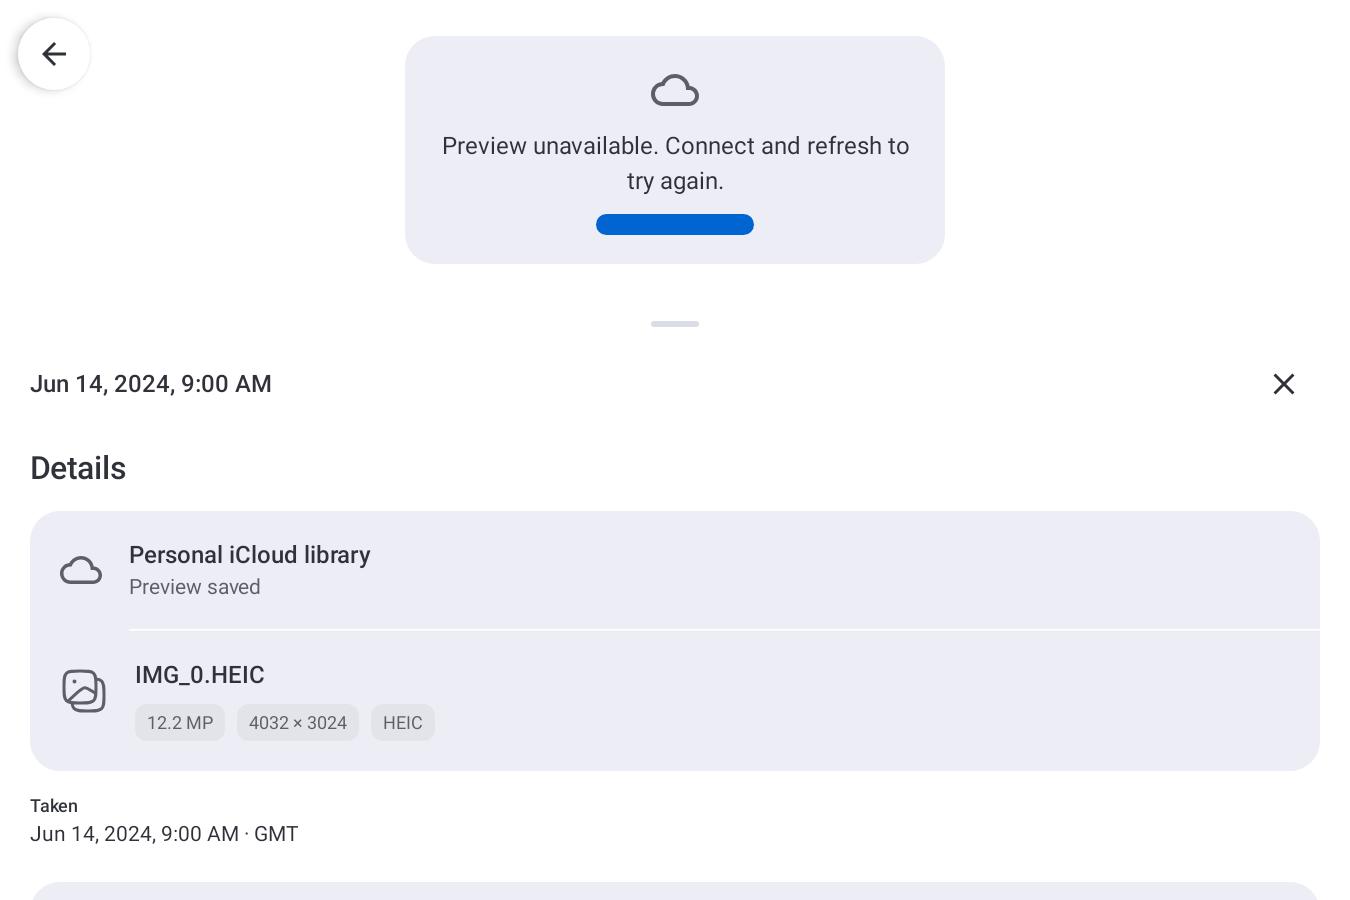 Preview unavailable. Connect and refresh to
try again.
Jun 14, 2024, 9:00 AM
Details
Personal iCloud library
Preview saved
IMG_0.HEIC
12.2 MP 4032 × 3024 HEIC
Taken
Jun 14, 2024, 9:00 AM · GMT